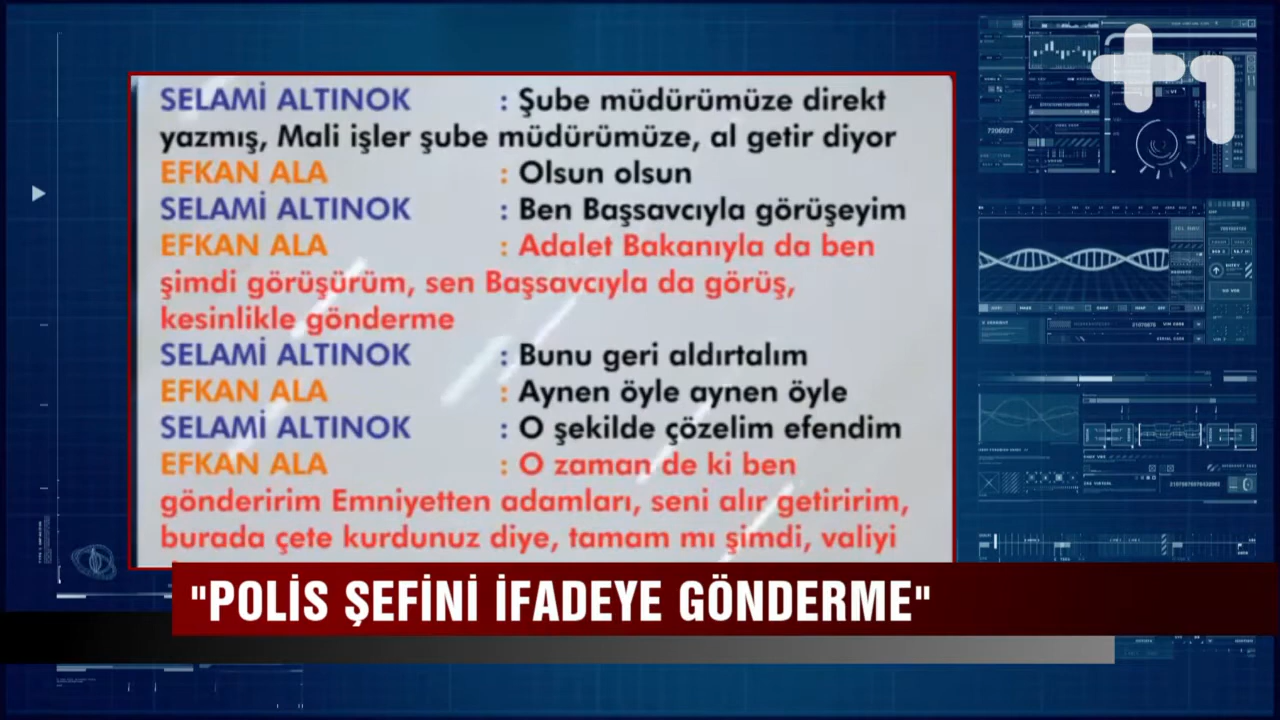 SELAMİ ALTINOK : Şube müdürümüze direkt
yazmış, Mali işler şube müdürümüze, al getir diyor
EFKAN ALA : Olsun olsun
SELAMİ ALTINOK : Ben Başsavcıyla görüşeyim
EFKAN ALA : Adalet Bakanıyla da ben
şimdi görüşürüm, sen Başsavcıyla da görüş,
kesinlikle gönderme
SELAMİ ALTINOK : Bunu geri aldırtalım
EFKAN ALA : Aynen öyle aynen öyle
SELAMİ ALTINOK : O şekilde çözelim efendim
EFKAN ALA : O zaman de ki ben
gönderirim Emniyetten adamları, seni alır getiririm,
burada çete kurdunuz diye, tamam mı şimdi, valiyi
"POLİS ŞEFİNİ İFADEYE GÖNDERME"
+1
7206027